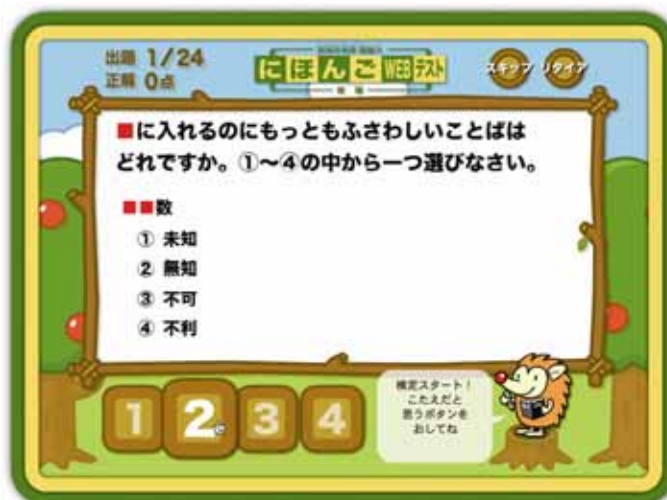 出題 1/24
正解 0点
にほんごWEBテスト
スキップ リタイア
■に入れるのにもっともふさわしいことばは
どれですか。①〜④の中から一つ選びなさい。
■■数
① 未知
② 無知
③ 不可
④ 不利
1 2 3 4
検定スタート!
こたえだと
思うボタンを
おしてね